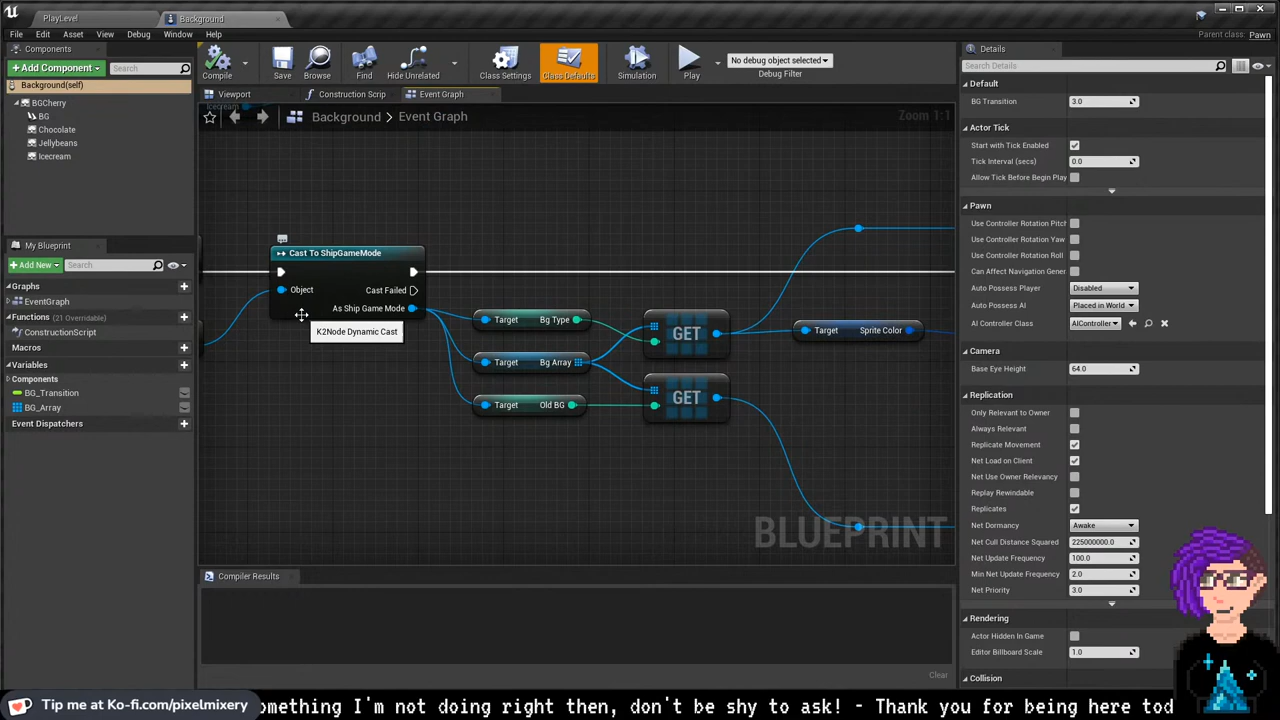 PlayLevel
Background
File
Edit
Asset
View
Debug
Window
Help
Parent class: Pawn
Components
+ Add Component
Search
Background(self)
BGCherry
BG
Chocolate
Jellybeans
Icecream
My Blueprint
+ Add New
Search
Graphs
EventGraph
Functions (21 Overridable)
ConstructionScript
Macros
Variables
Components
BG_Transition
BG_Array
Event Dispatchers
Compile
Save
Browse
Find
Hide Unrelated
Class Settings
Class Defaults
Simulation
Play
No debug object selected
Debug Filter
Viewport
Construction Scrip
Event Graph
Icecream
Background > Event Graph
Zoom 1:1
Cast To ShipGameMode
Object
Cast Failed
As Ship Game Mode
K2Node Dynamic Cast
Target Bg Type
Target Bg Array
Target Old BG
GET
GET
Target Sprite Color
BLUEPRINT
Compiler Results
Clear
Details
Search Details
Default
BG Transition 3.0
Actor Tick
Start with Tick Enabled
Tick Interval (secs) 0.0
Allow Tick Before Begin Play
Pawn
Use Controller Rotation Pitch
Use Controller Rotation Yaw
Use Controller Rotation Roll
Can Affect Navigation Gener
Auto Possess Player Disabled
Auto Possess AI Placed in World
AI Controller Class AIController
Camera
Base Eye Height 64.0
Replication
Only Relevant to Owner
Always Relevant
Replicate Movement
Net Load on Client
Net Use Owner Relevancy
Replay Rewindable
Replicates
Net Dormancy Awake
Net Cull Distance Squared 225000000.0
Net Update Frequency 100.0
Min Net Update Frequency 2.0
Net Priority 3.0
Rendering
Actor Hidden In Game
Editor Billboard Scale 1.0
Collision
Tip me at Ko-fi.com/pixelmixery
omething I'm not doing right then, don't be shy to ask! - Thank you for being here tod